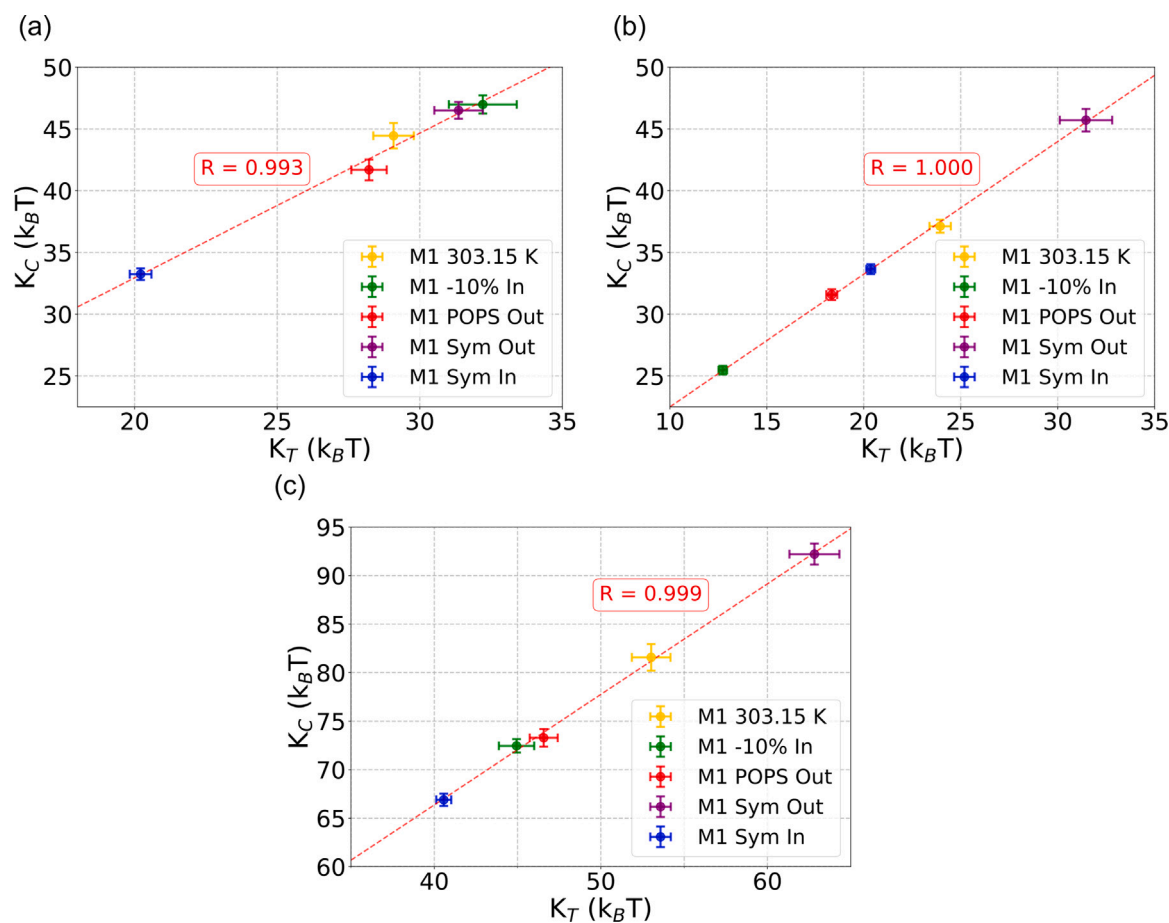 (a)
50
45
40
35
30
25
K_C (k_BT)
R = 0.993
M1 303.15 K
M1 -10% In
M1 POPS Out
M1 Sym Out
M1 Sym In
20
25
30
35
K_T (k_BT)
(b)
50
45
40
35
30
25
K_C (k_BT)
R = 1.000
M1 303.15 K
M1 -10% In
M1 POPS Out
M1 Sym Out
M1 Sym In
10
15
20
25
30
35
K_T (k_BT)
(c)
95
90
85
80
75
70
65
60
K_C (k_BT)
R = 0.999
M1 303.15 K
M1 -10% In
M1 POPS Out
M1 Sym Out
M1 Sym In
40
50
60
K_T (k_BT)